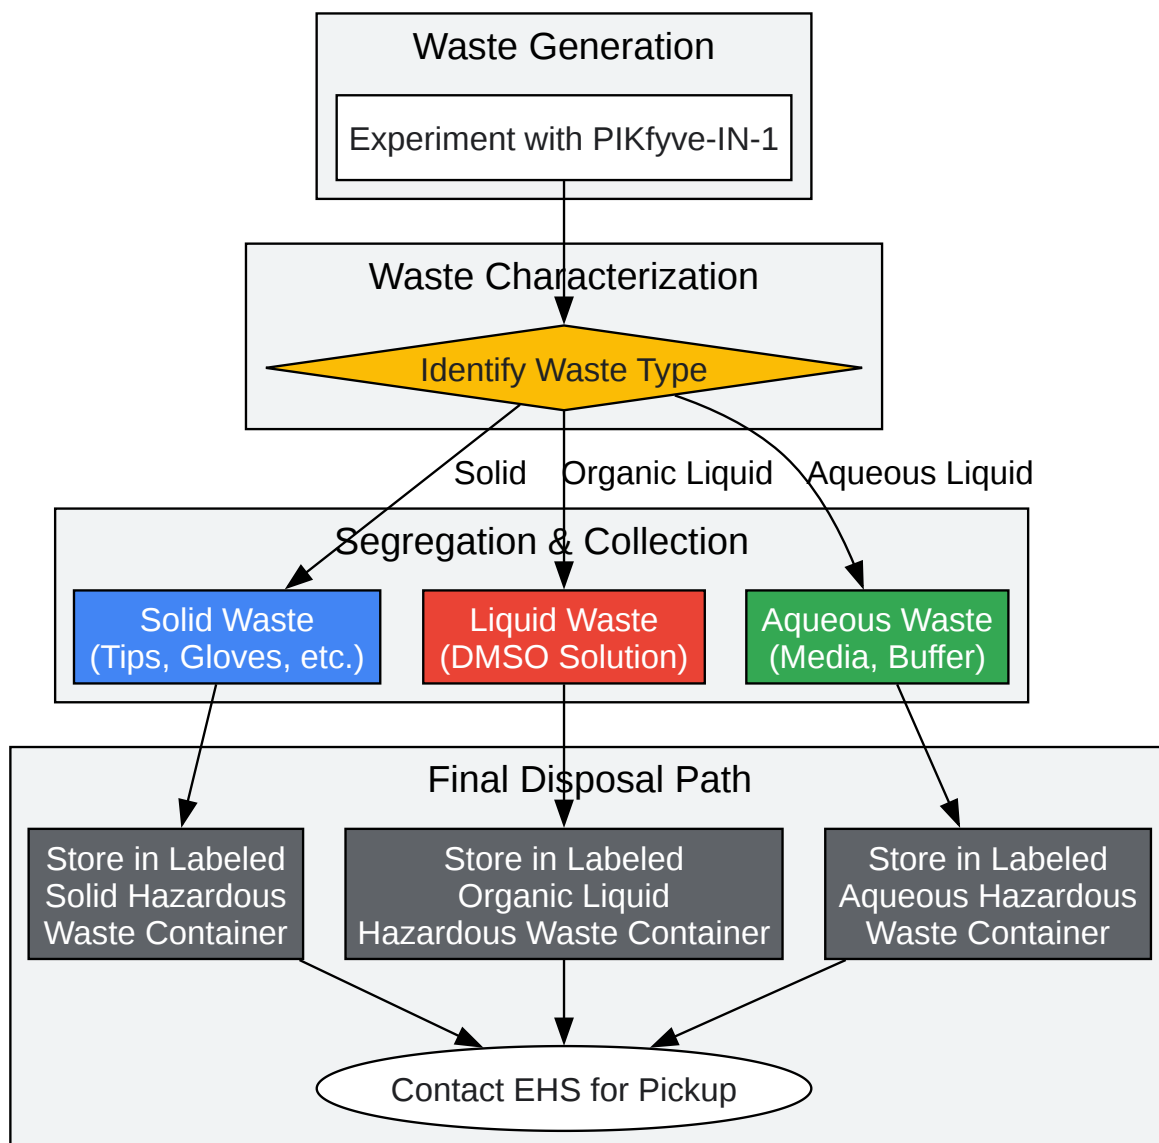 Waste Generation
Experiment with PIKfyve-IN-1
Waste Characterization
Identify Waste Type
Solid
Organic Liquid
Aqueous Liquid
Segregation & Collection
Solid Waste
(Tips, Gloves, etc.)
Liquid Waste
(DMSO Solution)
Aqueous Waste
(Media, Buffer)
Final Disposal Path
Store in Labeled
Solid Hazardous
Waste Container
Store in Labeled
Organic Liquid
Hazardous Waste Container
Store in Labeled
Aqueous Hazardous
Waste Container
Contact EHS for Pickup